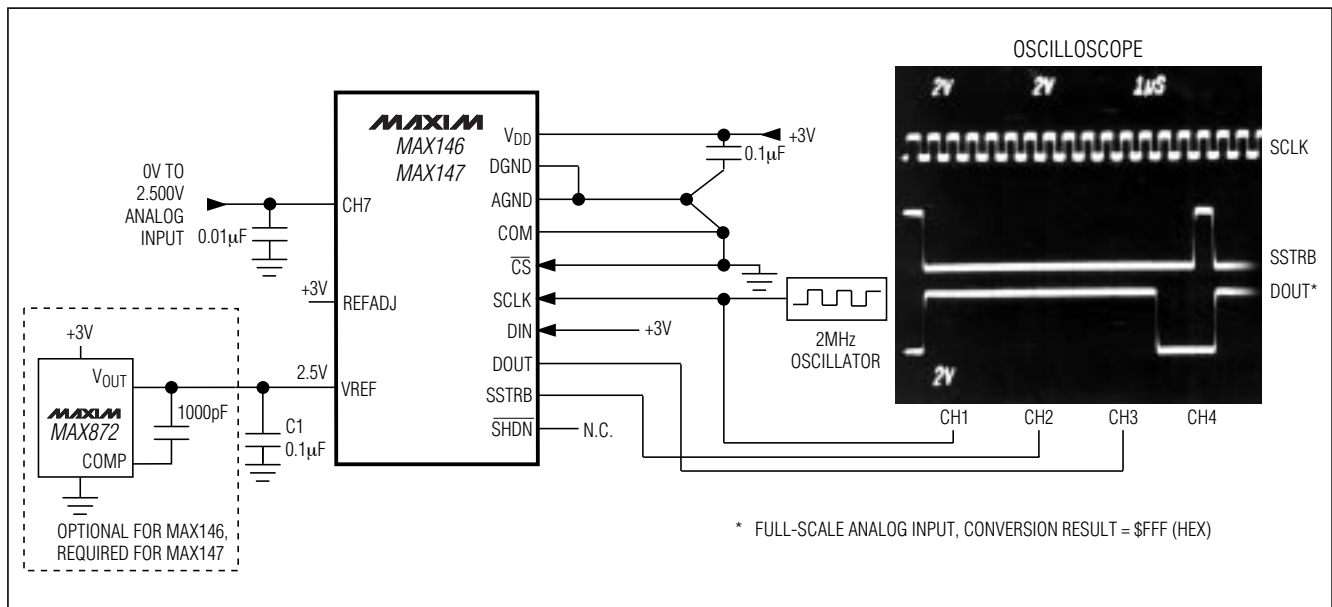 OSCILLOSCOPE
2V 2V 1µS
SCLK
SSTRB
DOUT*
2V
CH1 CH2 CH3 CH4
MAXIM
MAX146
MAX147
0V TO
2.500V
ANALOG
INPUT
0.01µF
CH7
+3V
REFADJ
2.5V
VREF
C1
0.1µF
+3V
VOUT
MAXIM
MAX872
COMP
1000pF
OPTIONAL FOR MAX146,
REQUIRED FOR MAX147
VDD
DGND
AGND
COM
CS
SCLK
DIN
DOUT
SSTRB
SHDN
+3V
0.1µF
+3V
N.C.
2MHz
OSCILLATOR
* FULL-SCALE ANALOG INPUT, CONVERSION RESULT = $FFF (HEX)